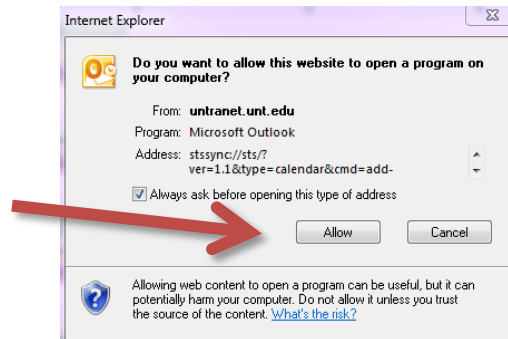 Internet Explorer
Do you want to allow this website to open a program on
your computer?
From: untranet.unt.edu
Program: Microsoft Outlook
Address: stssync://sts/?
ver=1.1&type=calendar&cmd=add-
Always ask before opening this type of address
Allow Cancel
Allowing web content to open a program can be useful, but it can
potentially harm your computer. Do not allow it unless you trust
the source of the content. What's the risk?